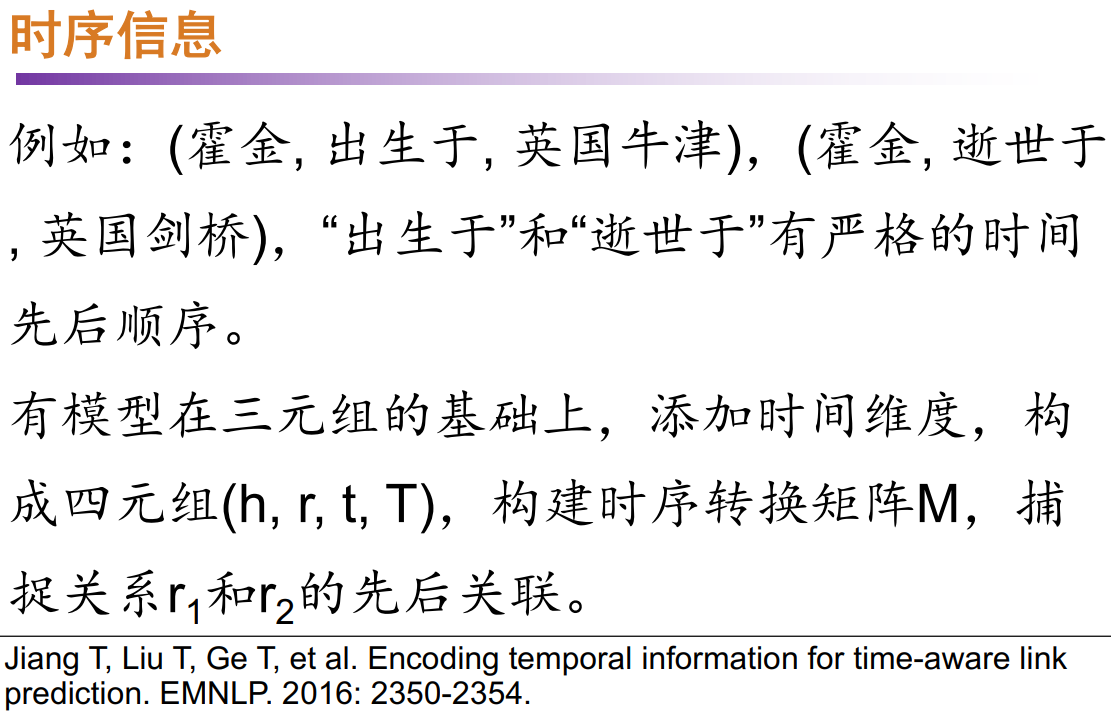 时序信息
例如：(霍金, 出生于, 英国牛津)，(霍金, 逝世于
, 英国剑桥)，“出生于”和“逝世于”有严格的时间
先后顺序。
有模型在三元组的基础上，添加时间维度，构
成四元组(h, r, t, T)，构建时序转换矩阵M，捕
捉关系r₁和r₂的先后关联。
Jiang T, Liu T, Ge T, et al. Encoding temporal information for time-aware link
prediction. EMNLP. 2016: 2350-2354.